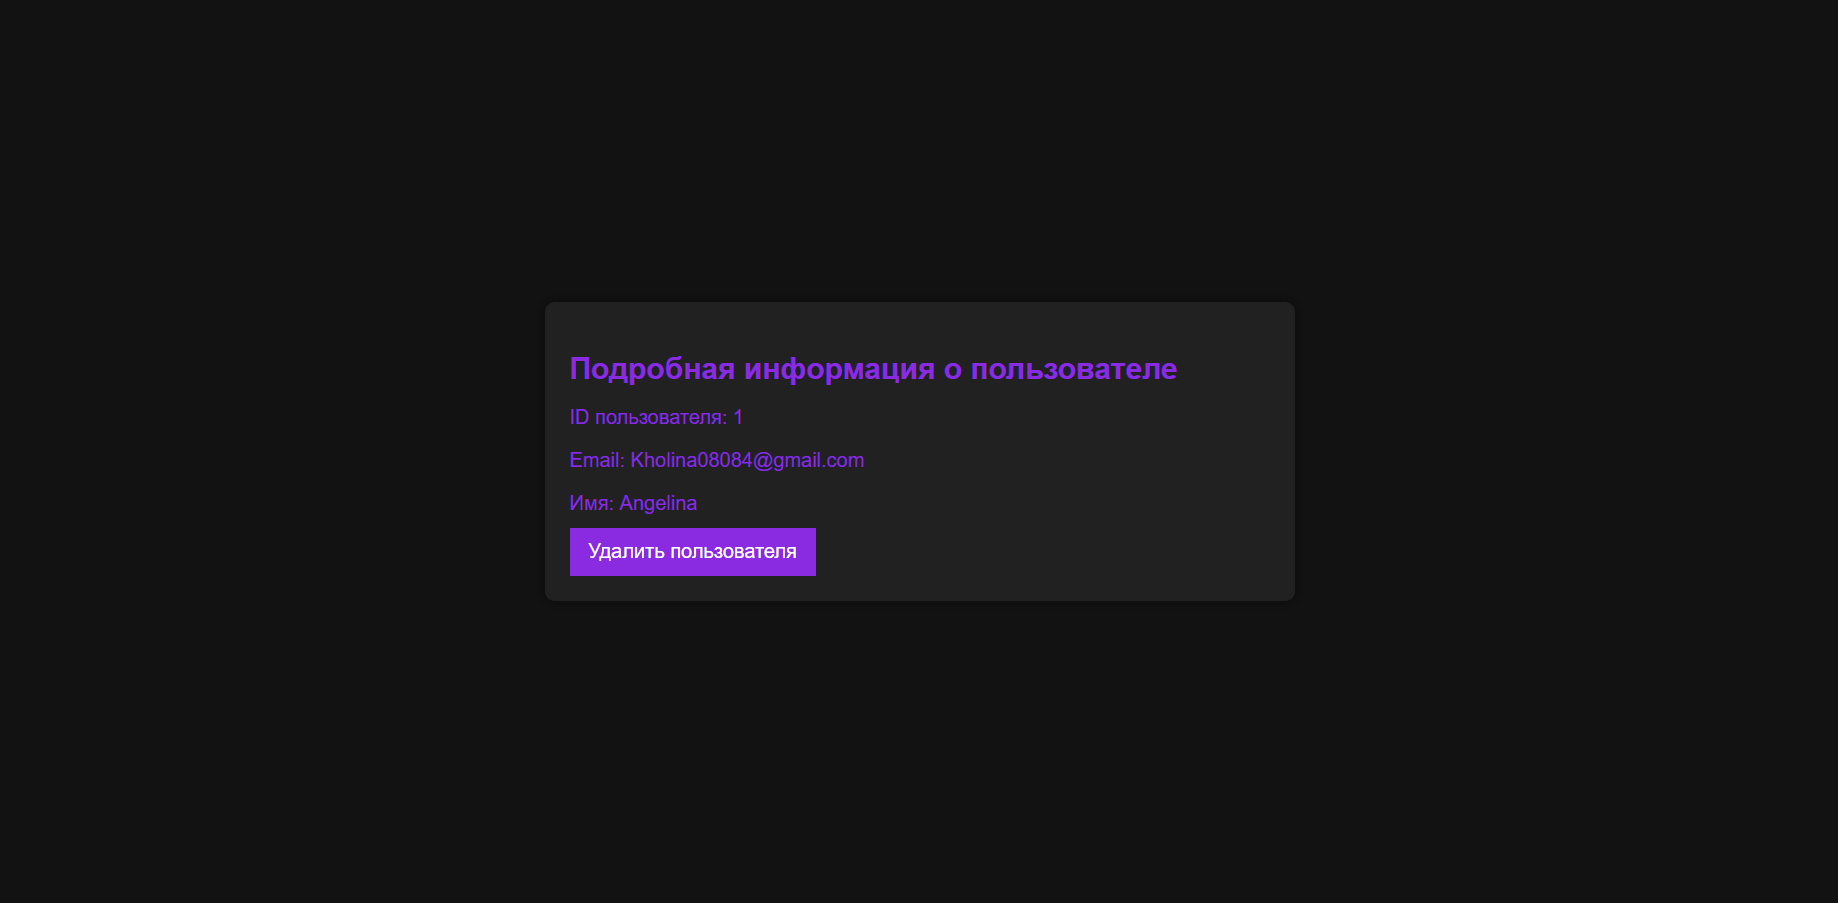 Подробная информация о пользователе
ID пользователя: 1
Email: Kholina08084@gmail.com
Имя: Angelina
Удалить пользователя